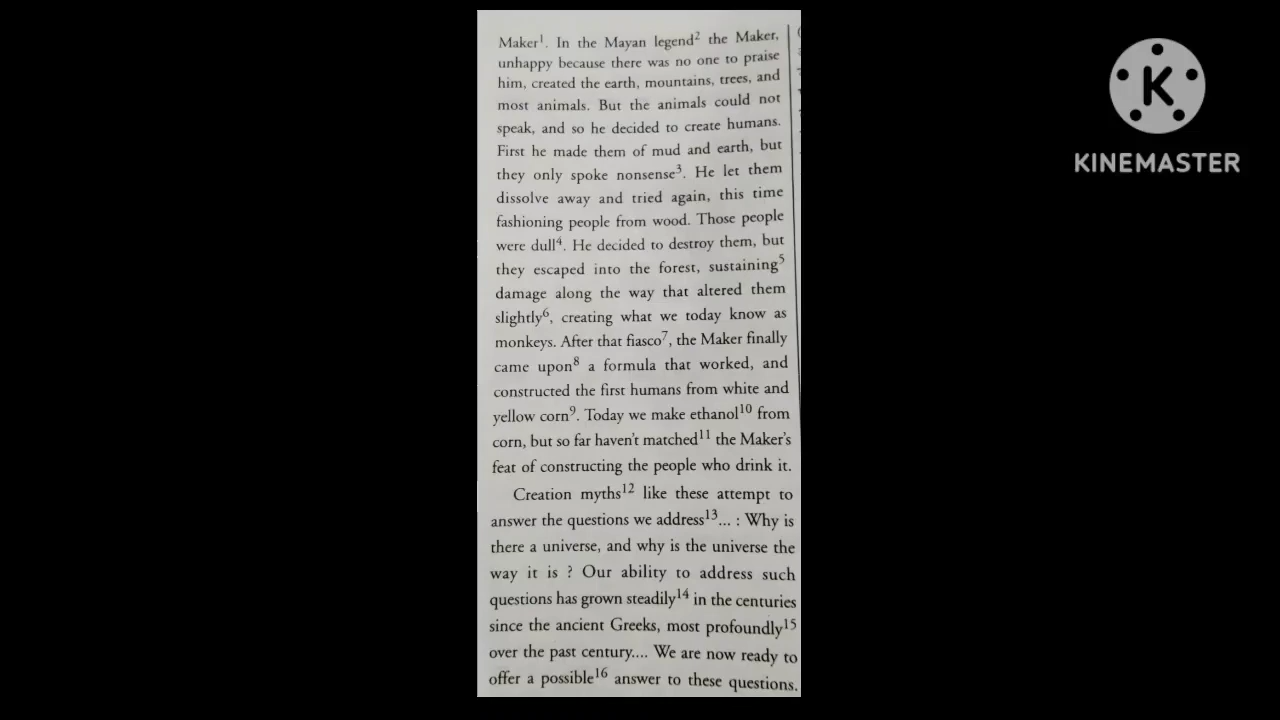 Maker¹. In the Mayan legend² the Maker,
unhappy because there was no one to praise
him, created the earth, mountains, trees, and
most animals. But the animals could not
speak, and so he decided to create humans.
First he made them of mud and earth, but
they only spoke nonsense³. He let them
dissolve away and tried again, this time
fashioning people from wood. Those people
were dull⁴. He decided to destroy them, but
they escaped into the forest, sustaining⁵
damage along the way that altered them
slightly⁶, creating what we today know as
monkeys. After that fiasco⁷, the Maker finally
came upon⁸ a formula that worked, and
constructed the first humans from white and
yellow corn⁹. Today we make ethanol¹⁰ from
corn, but so far haven't matched¹¹ the Maker's
feat of constructing the people who drink it.
Creation myths¹² like these attempt to
answer the questions we address¹³... : Why is
there a universe, and why is the universe the
way it is ? Our ability to address such
questions has grown steadily¹⁴ in the centuries
since the ancient Greeks, most profoundly¹⁵
over the past century.... We are now ready to
offer a possible¹⁶ answer to these questions.
K
KINEMASTER